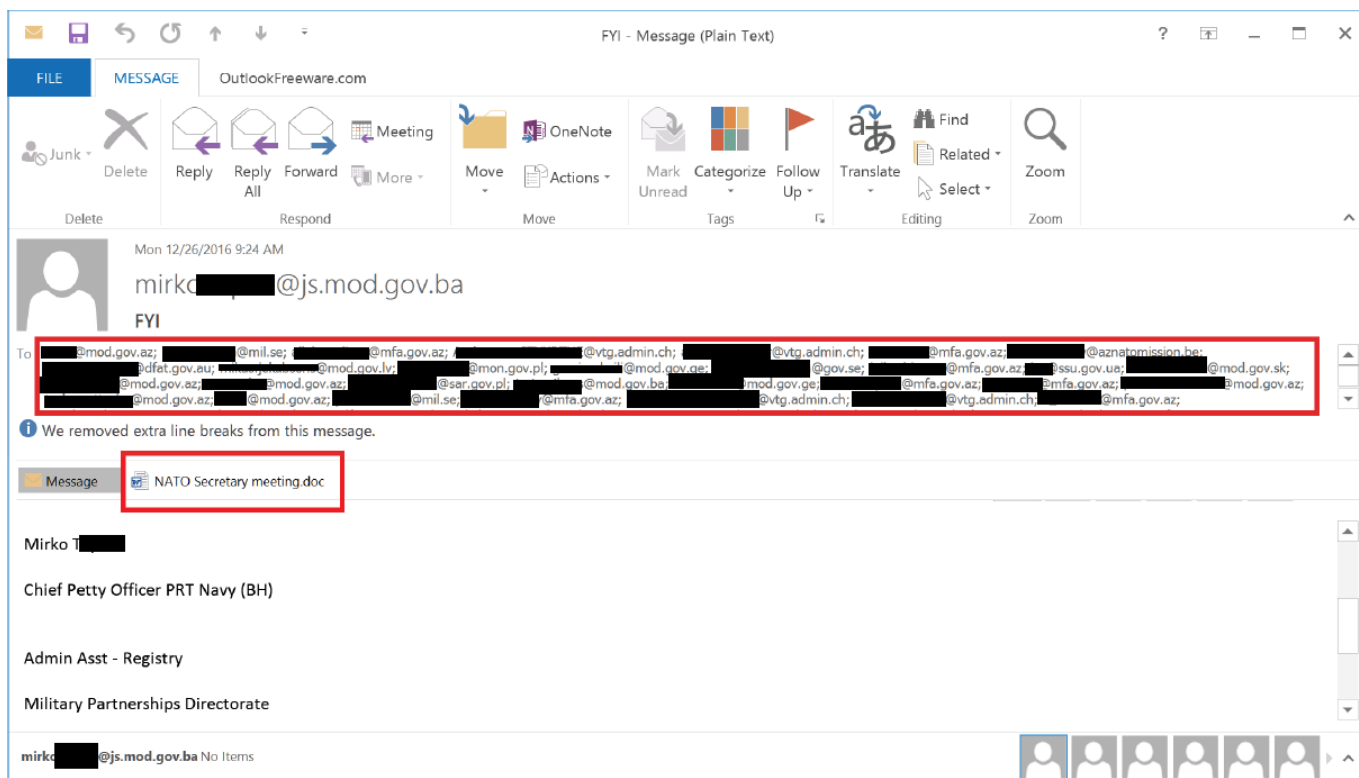 FYI - Message (Plain Text)
?
FILE MESSAGE OutlookFreeware.com
Junk
Delete
Reply
Reply All
Forward
Meeting
More
Move
OneNote
Actions
Mark Unread
Categorize
Follow Up
Translate
Find
Related
Select
Zoom
Delete Respond Move Tags Editing Zoom
Mon 12/26/2016 9:24 AM
@js.mod.gov.ba
FYI
To @mod.gov.az; @mil.se; @mfa.gov.az; @vtg.admin.ch; @vtg.admin.ch; @mfa.gov.az; @aznatomission.be;
@dfat.gov.au; @mod.gov.lv; @mon.gov.pl; @mod.gov.ge; @gov.se; @mfa.gov.az; @ssu.gov.ua; @mod.gov.sk;
@mod.gov.az; @mod.gov.az; @sar.gov.pl; @mod.gov.ba; @mod.gov.ge; @mfa.gov.az; @mfa.gov.az; @mod.gov.az;
@mod.gov.az; @mod.gov.az; @mil.se; @mfa.gov.az; @vtg.admin.ch; @vtg.admin.ch; @mfa.gov.az;
We removed extra line breaks from this message.
Message NATO Secretary meeting.doc
Mirko T
Chief Petty Officer PRT Navy (BH)
Admin Asst - Registry
Military Partnerships Directorate
@js.mod.gov.ba No Items